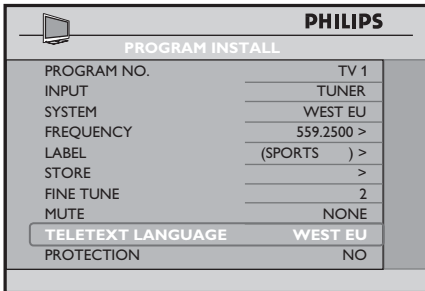 PHILIPS
PROGRAM INSTALL
PROGRAM NO. TV 1
INPUT TUNER
SYSTEM WEST EU
FREQUENCY 559.2500 >
LABEL (SPORTS ) >
STORE >
FINE TUNE 2
MUTE NONE
TELETEXT LANGUAGE WEST EU
PROTECTION NO